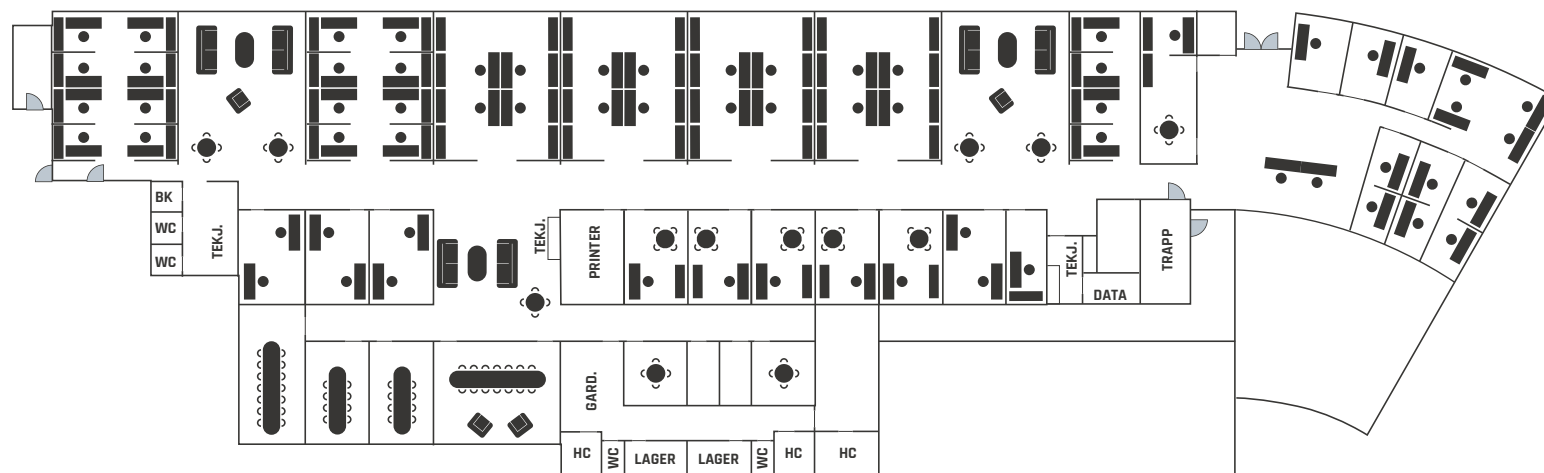 BK
WC
WC
TEKJ.
TEKJ.
PRINTER
TEKJ.
DATA
TRAPP
GARD.
HC
WC
LAGER
LAGER
WC
HC
HC